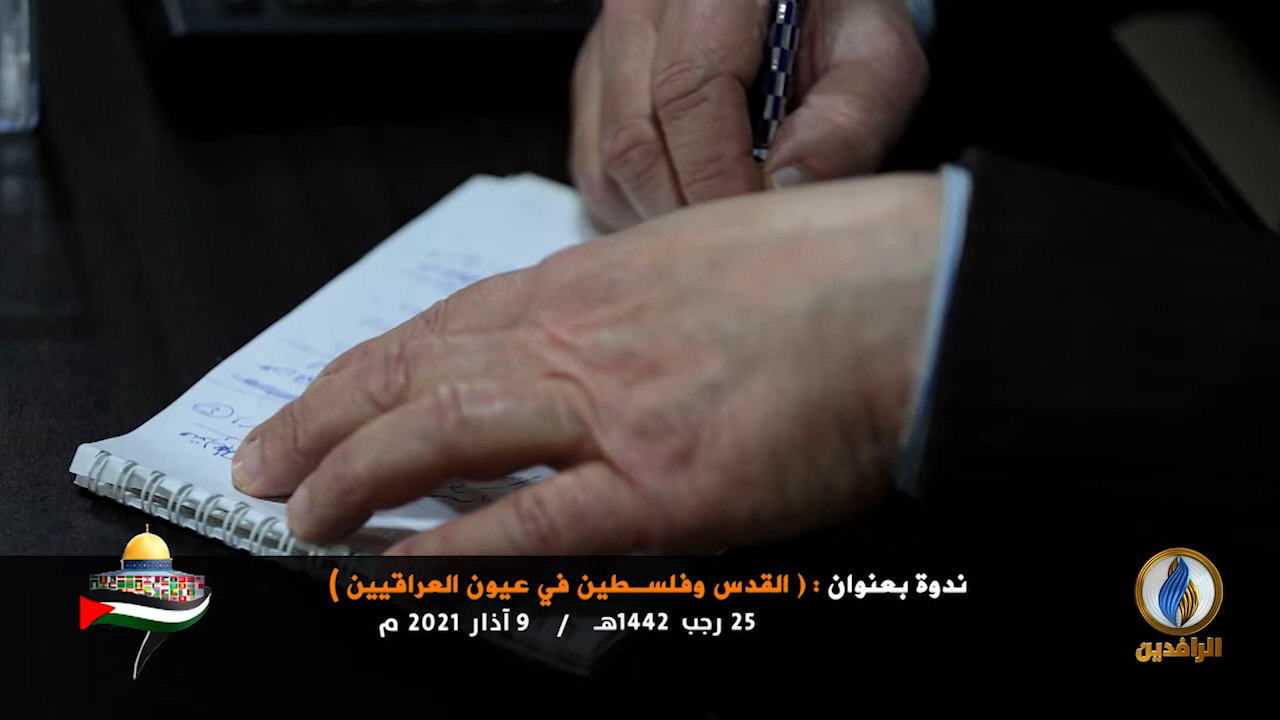 ندوة بعنوان : ( القدس وفلسطين في عيون العراقيين )
25 رجب 1442هـ / 9 آذار 2021 م
الرافدين